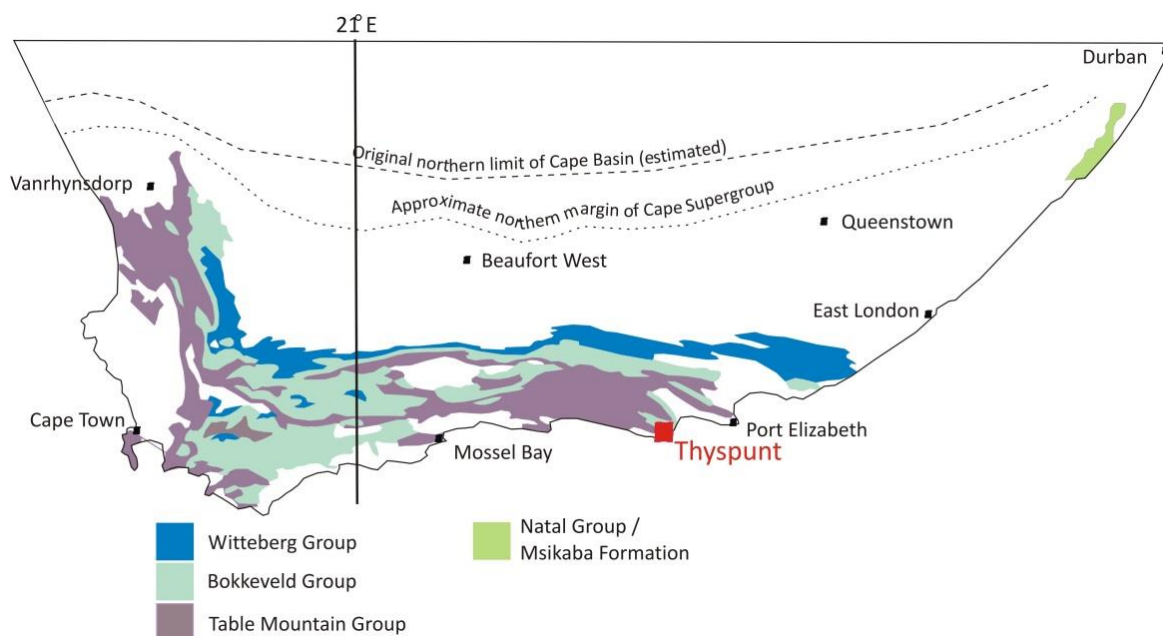 21°E
Durban
Original northern limit of Cape Basin (estimated)
Vanrhynsdorp
Approximate northern margin of Cape Supergroup
Queenstown
Beaufort West
East London
Cape Town
Port Elizabeth
Mossel Bay
Thyspunt
Witteberg Group
Natal Group /
Msikaba Formation
Bokkeveld Group
Table Mountain Group